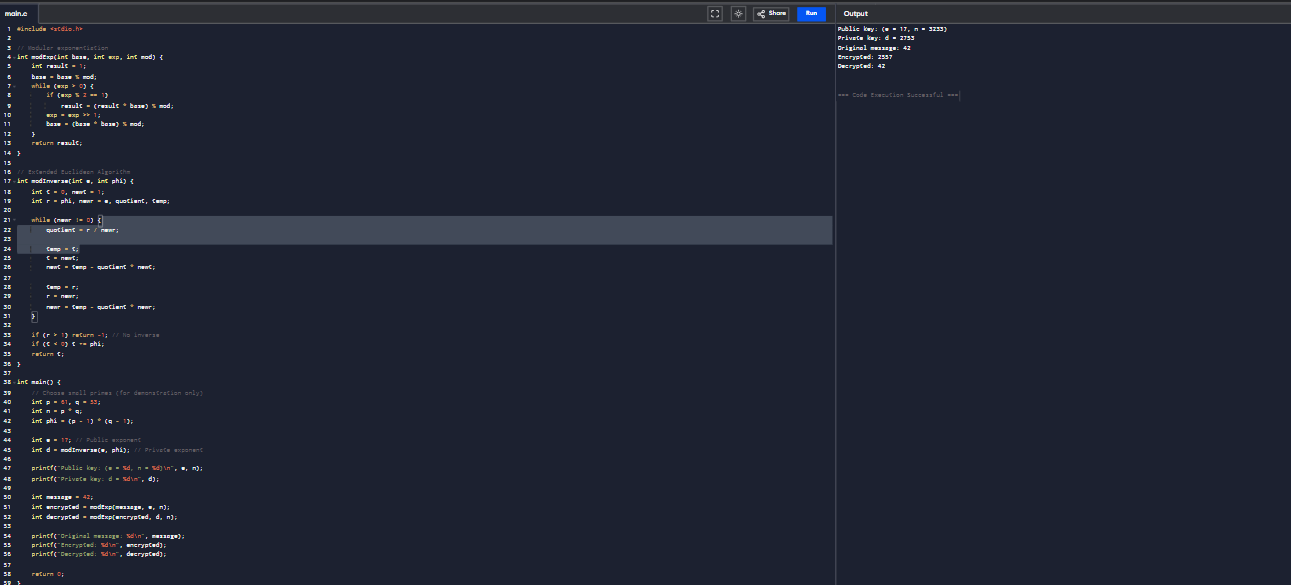 main.c
Share
Run
Output
1 #include <stdio.h>
2
3 // Modular exponentiation
4 int modExp(int base, int exp, int mod) {
5 int result = 1;
6 base = base % mod;
7 while (exp > 0) {
8 if (exp % 2 == 1)
9 result = (result * base) % mod;
10 exp = exp >> 1;
11 base = (base * base) % mod;
12 }
13 return result;
14 }
15
16 // Extended Euclidean Algorithm
17 int modInverse(int e, int phi) {
18 int t = 0, newt = 1;
19 int r = phi, newr = e, quotient, temp;
20
21 while (newr != 0) {
22 quotient = r / newr;
23
24 temp = t;
25 t = newt;
26 newt = temp - quotient * newt;
27
28 temp = r;
29 r = newr;
30 newr = temp - quotient * newr;
31 }
32
33 if (r > 1) return -1; // No inverse
34 if (t < 0) t += phi;
35 return t;
36 }
37
38 int main() {
39 // Choose small primes (for demonstration only)
40 int p = 61, q = 53;
41 int n = p * q;
42 int phi = (p - 1) * (q - 1);
43
44 int e = 17; // Public exponent
45 int d = modInverse(e, phi); // Private exponent
46
47 printf("Public key: (e = %d, n = %d)\n", e, n);
48 printf("Private key: d = %d\n", d);
49
50 int message = 42;
51 int encrypted = modExp(message, e, n);
52 int decrypted = modExp(encrypted, d, n);
53
54 printf("Original message: %d\n", message);
55 printf("Encrypted: %d\n", encrypted);
56 printf("Decrypted: %d\n", decrypted);
57
58 return 0;
59 }
Public key: (e = 17, n = 3233)
Private key: d = 2753
Original message: 42
Encrypted: 2557
Decrypted: 42
=== Code Execution Successful ===